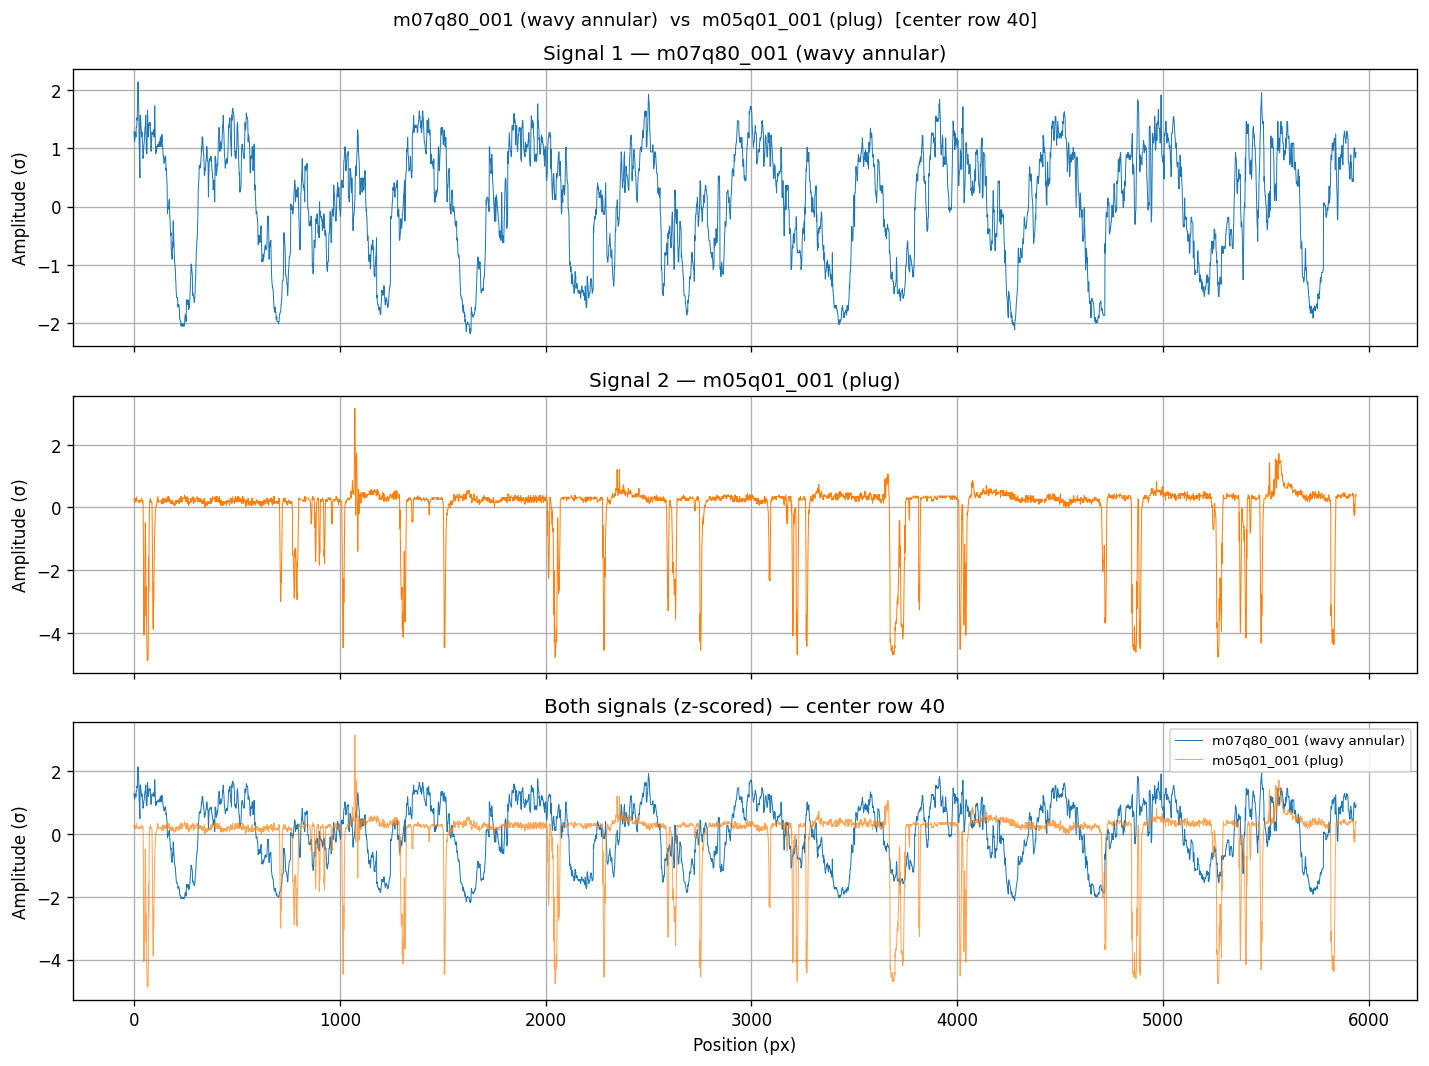 m07q80_001 (wavy annular)  vs  m05q01_001 (plug)  [center row 40]
Signal 1 — m07q80_001 (wavy annular)
Amplitude (σ)
2
1
0
−1
−2
Signal 2 — m05q01_001 (plug)
Amplitude (σ)
2
0
−2
−4
Both signals (z-scored) — center row 40
m07q80_001 (wavy annular)
m05q01_001 (plug)
Amplitude (σ)
2
0
−2
−4
0 1000 2000 3000 4000 5000 6000
Position (px)